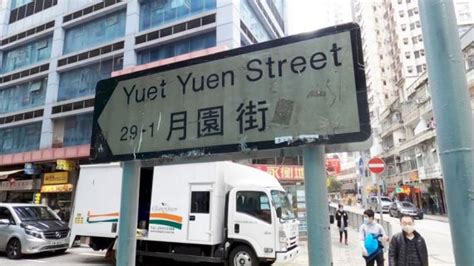 Yuet Yuen Street
29-1 月園街